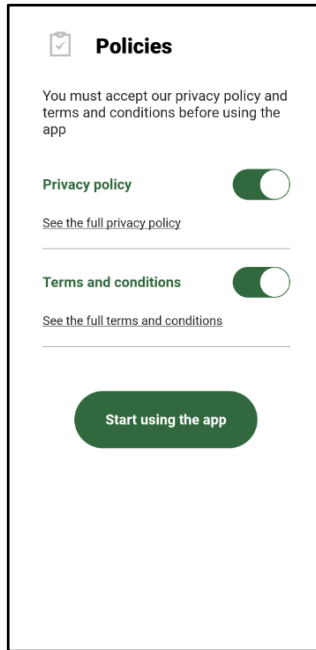 Policies
You must accept our privacy policy and
terms and conditions before using the
app
Privacy policy
See the full privacy policy
Terms and conditions
See the full terms and conditions
Start using the app